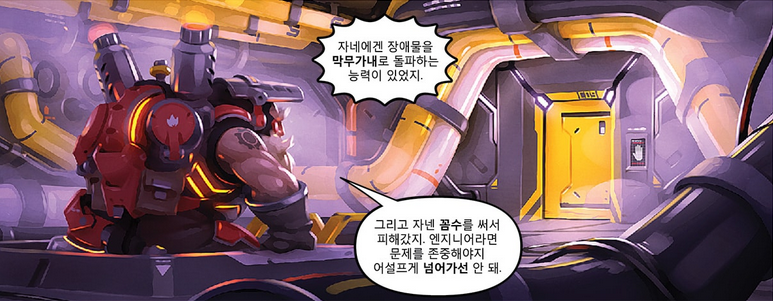 자네에겐 장애물을
막무가내로 돌파하는
능력이 있었지.
그리고 자넨 꼼수를 써서
피해갔지. 엔지니어라면
문제를 존중해야지
어설프게 넘어가선 안 돼.